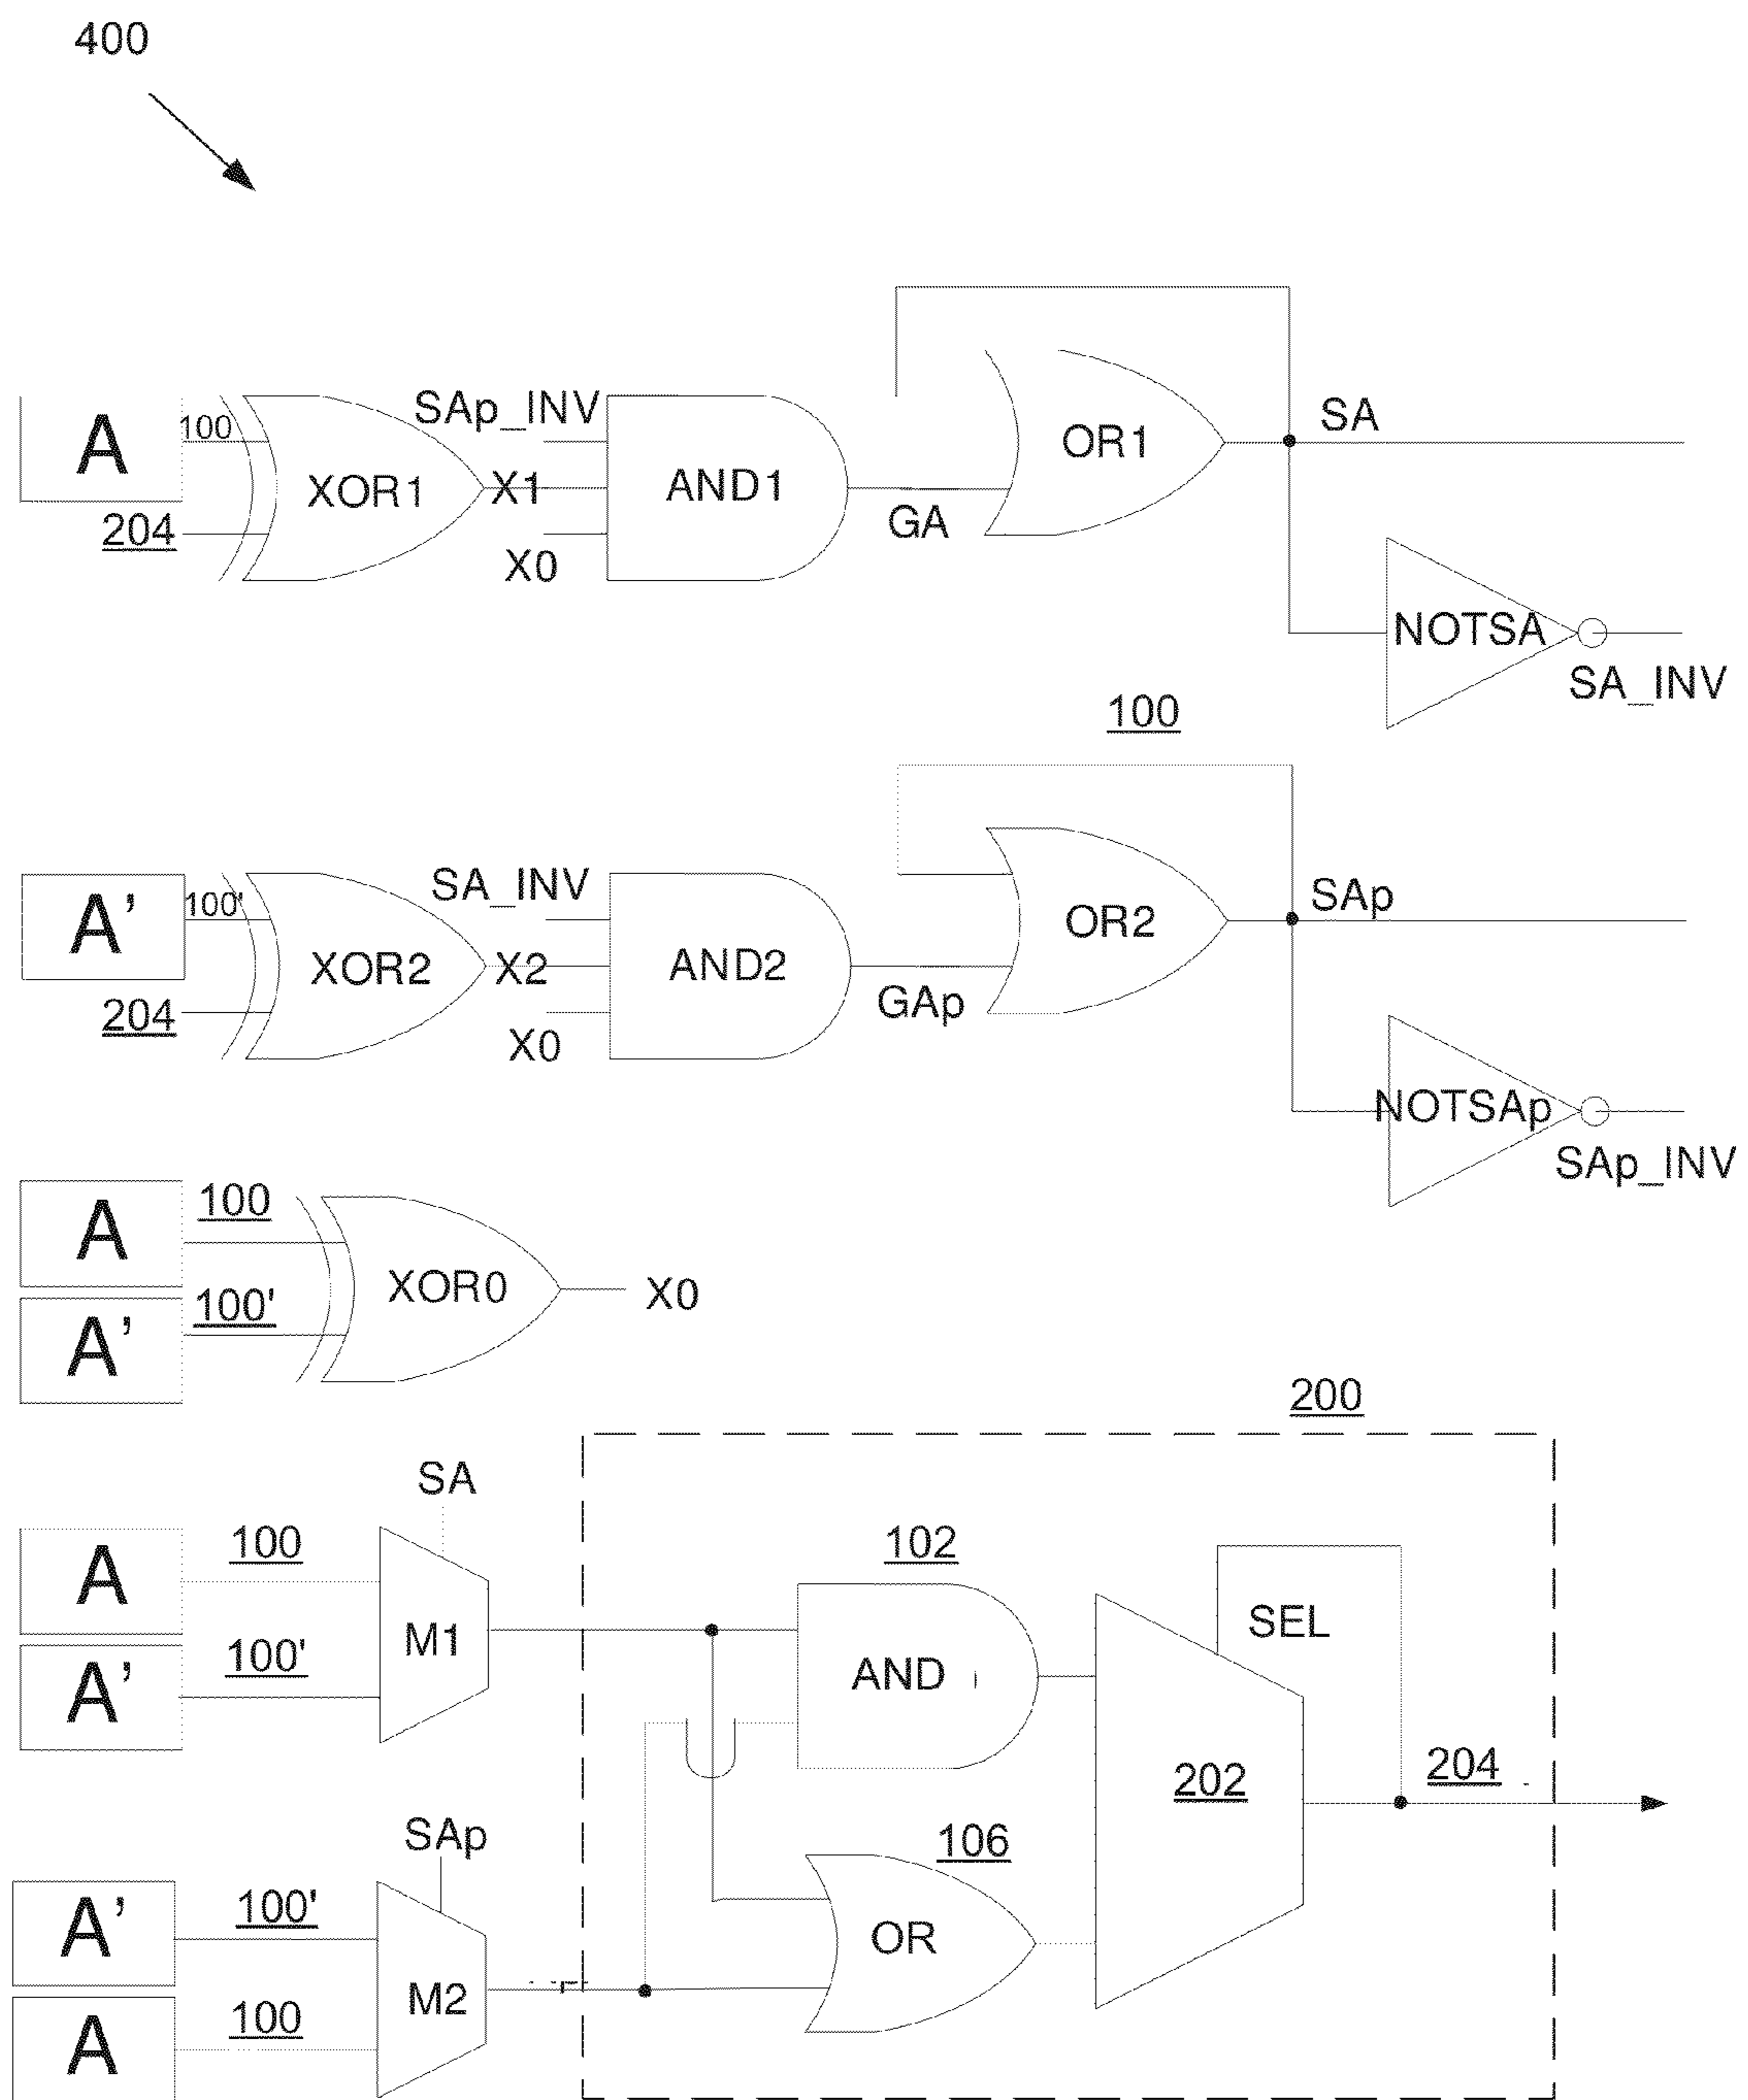 400
A 100 SAp_INV OR1 SA
XOR1 X1 AND1
204 X0 GA
NOTSA
SA_INV
100
A' 100' SA_INV OR2 SAp
XOR2 X2 AND2
204 X0 GAp
NOTSAp
SAp_INV
A 100
XOR0 X0
A' 100'
200
SA
A 100 102
M1 SEL
A' 100' AND
202 204
SAp 106
A' 100' OR
M2
A 100